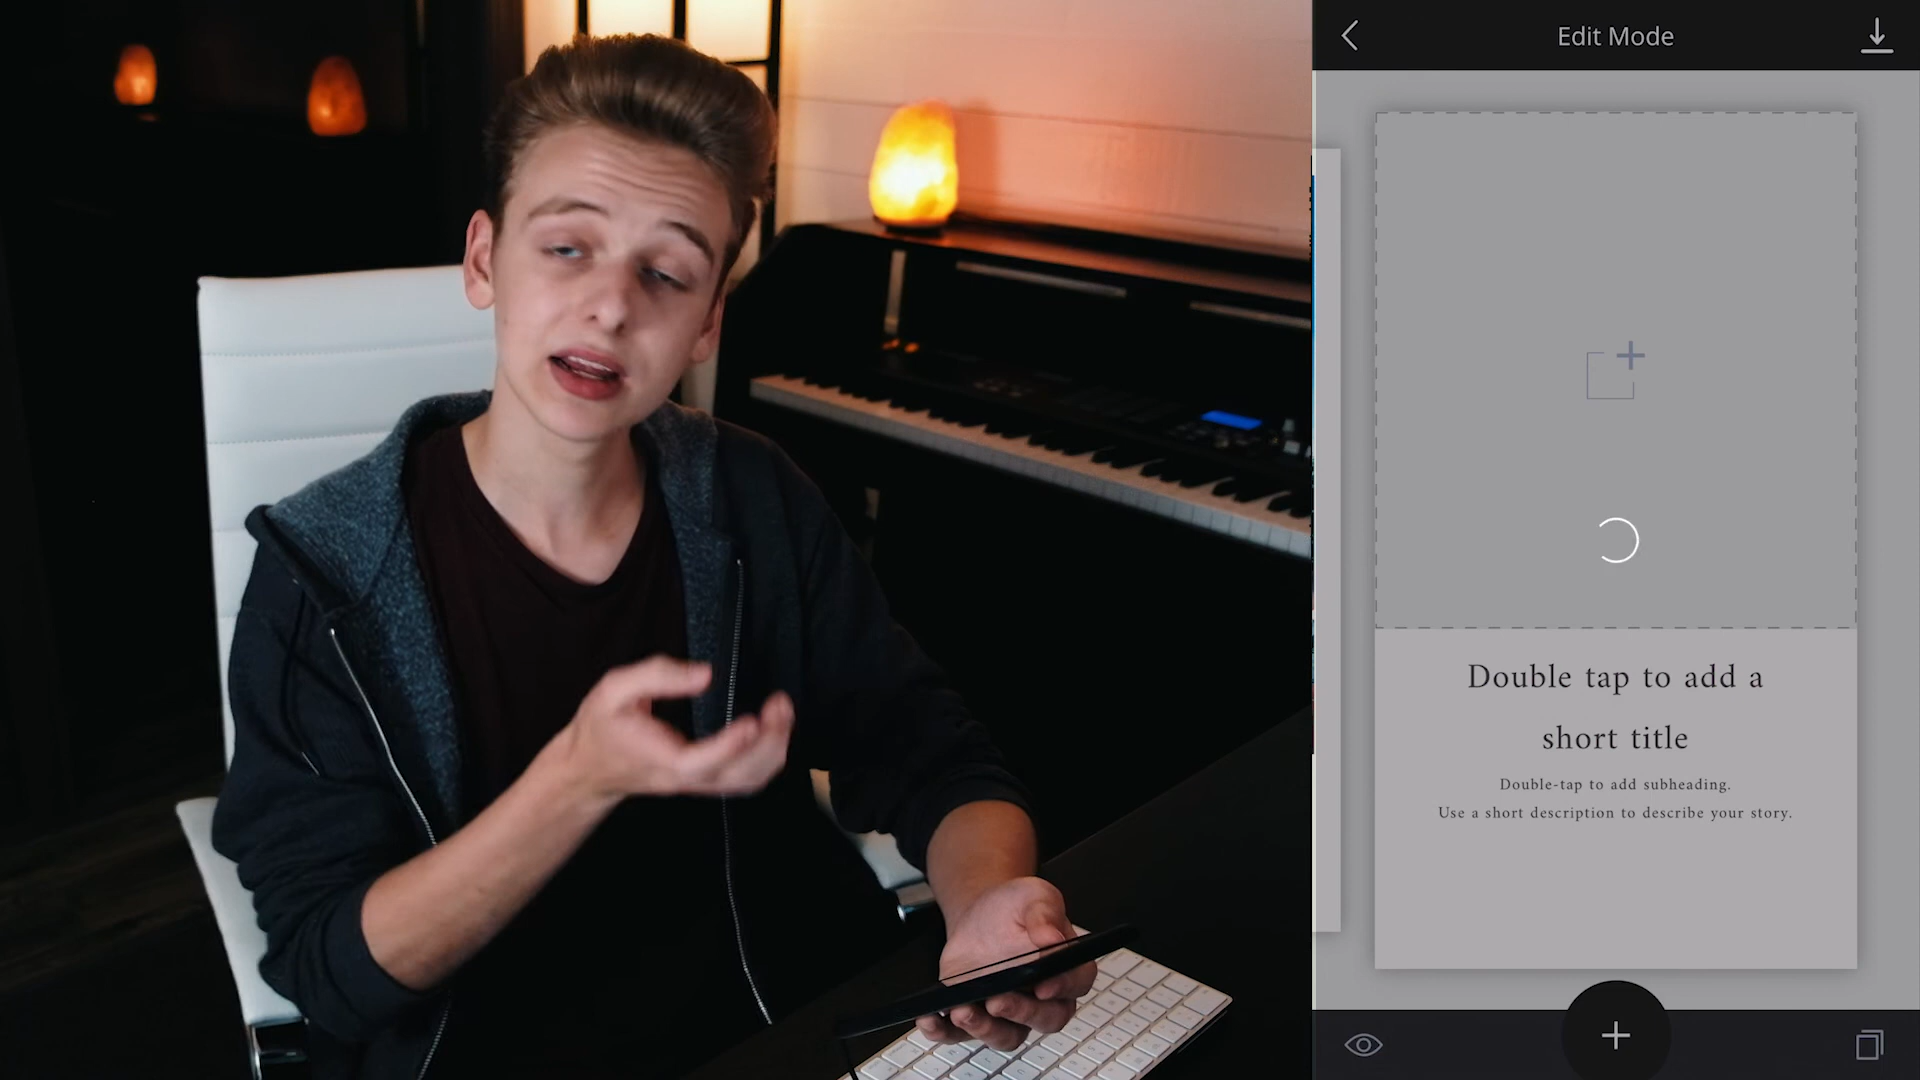 Edit Mode
Double tap to add a
short title
Double-tap to add subheading.
Use a short description to describe your story.